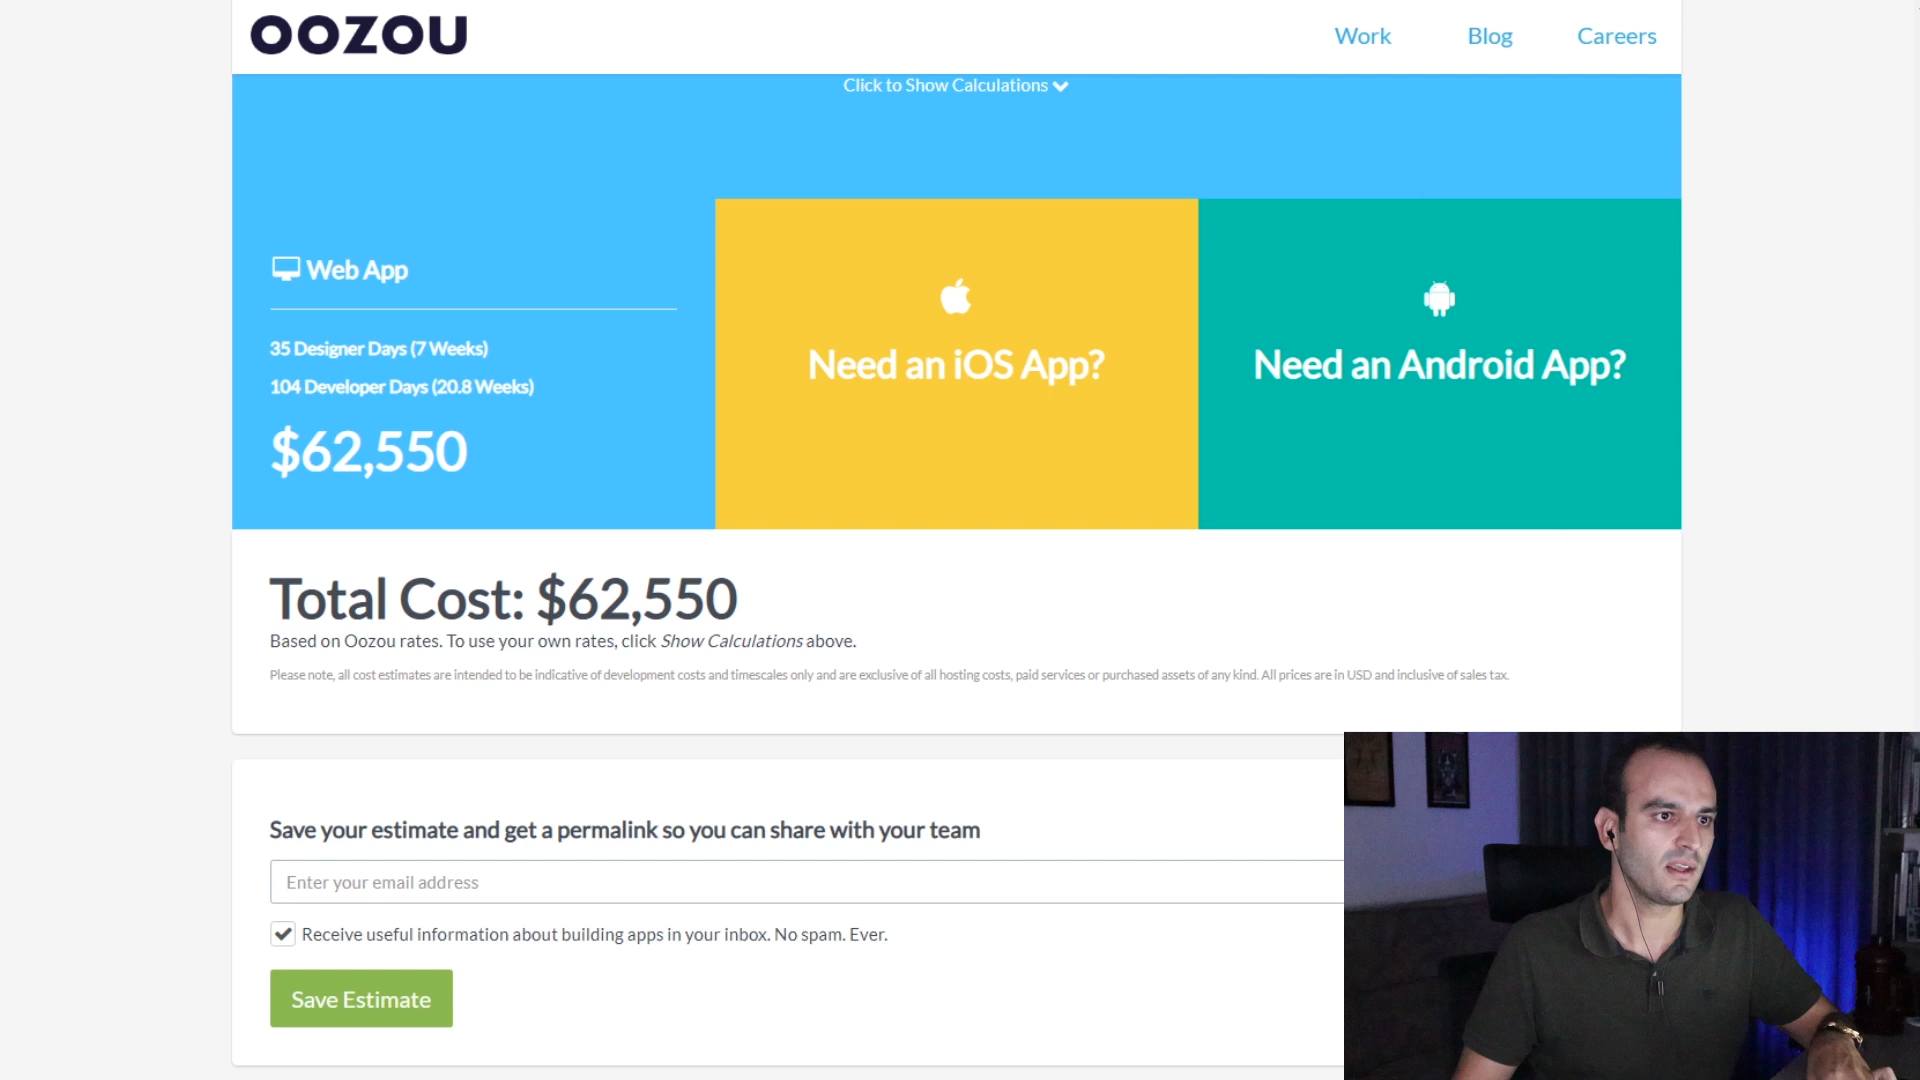 OOZOU
Work Blog Careers
Click to Show Calculations
Web App
35 Designer Days (7 Weeks)
104 Developer Days (20.8 Weeks)
$62,550
Need an iOS App?
Need an Android App?
Total Cost: $62,550
Based on Oozou rates. To use your own rates, click Show Calculations above.
Please note, all cost estimates are intended to be indicative of development costs and timescales only and are exclusive of all hosting costs, paid services or purchased assets of any kind. All prices are in USD and inclusive of sales tax.
Save your estimate and get a permalink so you can share with your team
Enter your email address
Receive useful information about building apps in your inbox. No spam. Ever.
Save Estimate